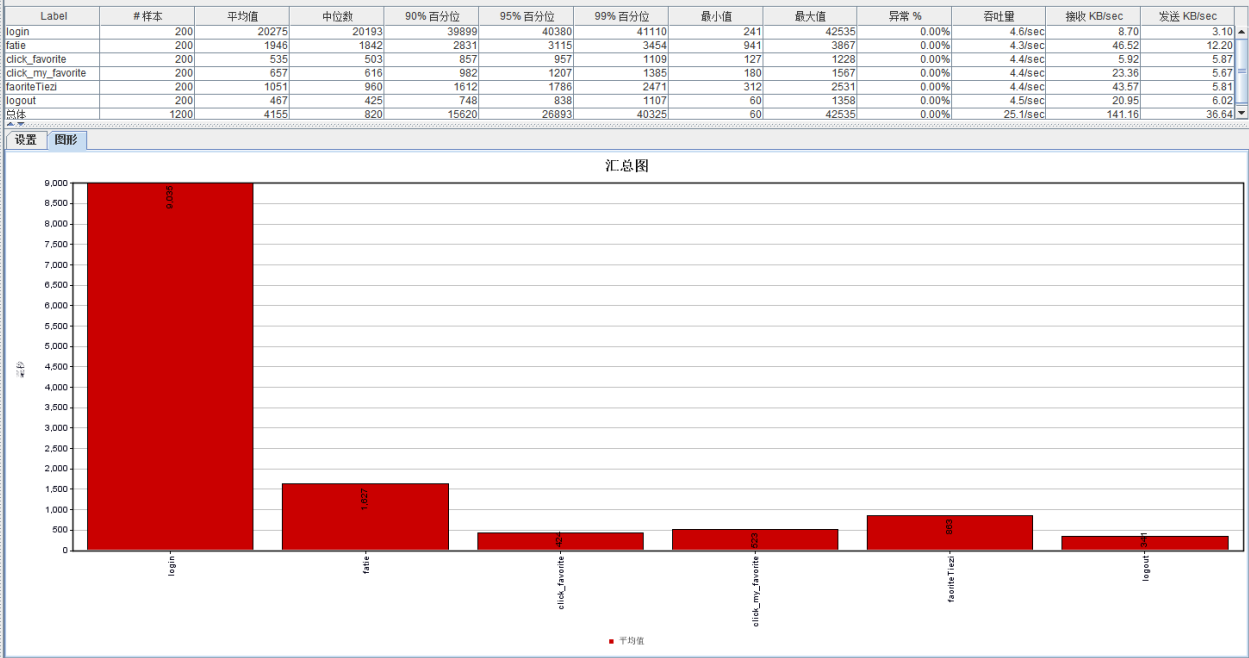 Label # 样本 平均值 中位数 90% 百分位 95% 百分位 99% 百分位 最小值 最大值 异常 % 吞吐量 接收 KB/sec 发送 KB/sec
login 200 20275 20193 39899 40380 41110 241 42535 0.00% 4.6/sec 8.70 3.10
fatie 200 1946 1842 2831 3115 3454 941 3867 0.00% 4.3/sec 46.52 12.20
click_favorite 200 535 503 857 957 1109 127 1228 0.00% 4.4/sec 5.92 5.87
click_my_favorite 200 657 616 982 1207 1385 180 1567 0.00% 4.4/sec 23.36 5.67
faoriteTiezi 200 1051 960 1612 1786 2471 312 2531 0.00% 4.4/sec 43.57 5.81
logout 200 467 425 748 838 1107 60 1358 0.00% 4.5/sec 20.95 6.02
总体 1200 4155 820 15620 26893 40325 60 42535 0.00% 25.1/sec 141.16 36.64
设置 图形
汇总图
9,000
8,500
8,000
7,500
7,000
6,500
6,000
5,500
5,000
4,500
4,000
3,500
3,000
2,500
2,000
1,500
1,000
500
0
毫秒
1,627
login fatie click_favorite click_my_favorite faoriteTiezi logout
平均值